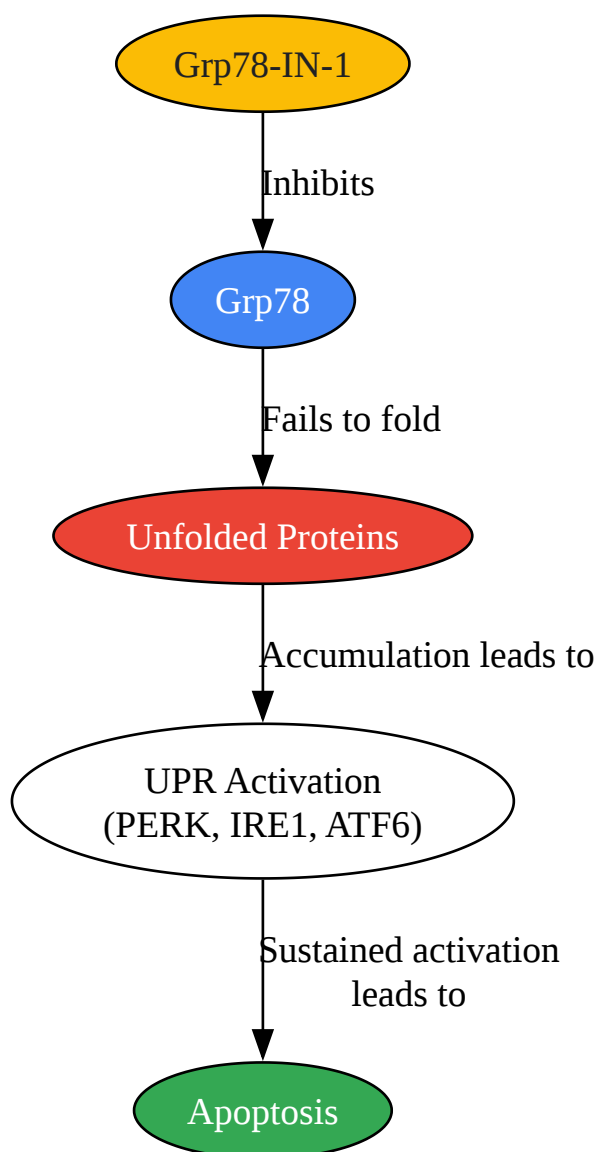 Grp78-IN-1
Inhibits
Grp78
Fails to fold
Unfolded Proteins
Accumulation leads to
UPR Activation
(PERK, IRE1, ATF6)
Sustained activation
leads to
Apoptosis